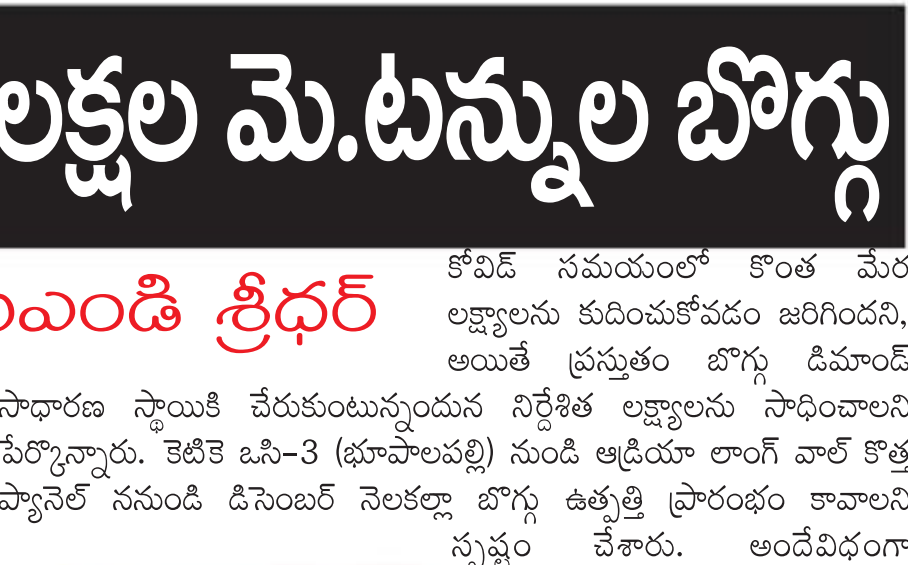 లక్షల మె.టన్నుల బొగ్గు
కోవిడ్ సమయంలో కొంత మేర
ఎండి శ్రీధర్
లక్ష్యాలను కుదించుకోవడం జరిగిందని,
అయితే ప్రస్తుతం బొగ్గు డిమాండ్
సాధారణ స్థాయికి చేరుకుంటున్నందున నిర్దేశిత లక్ష్యాలను సాధించాలని
పేర్కొన్నారు. కెటికె ఒసి-3 (భూపాలపల్లి) నుండి ఆడ్రియా లాంగ్ వాల్ కొత్త
ప్యానెల్ ననుండి డిసెంబర్ నెలకల్లా బొగ్గు ఉత్పత్తి ప్రారంభం కావాలని
స్పష్టం చేశారు. అందేవిధంగా